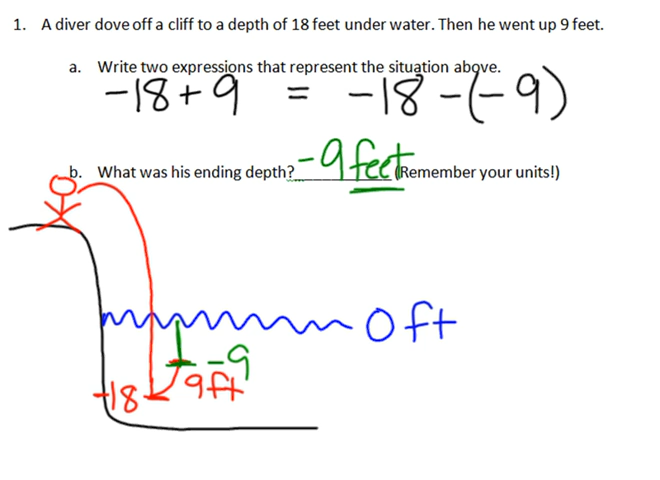 1. A diver dove off a cliff to a depth of 18 feet under water. Then he went up 9 feet.
a. Write two expressions that represent the situation above.
-18+9 = -18-(-9)
b. What was his ending depth? -9 feet (Remember your units!)
0 ft
-9
-18 9ft